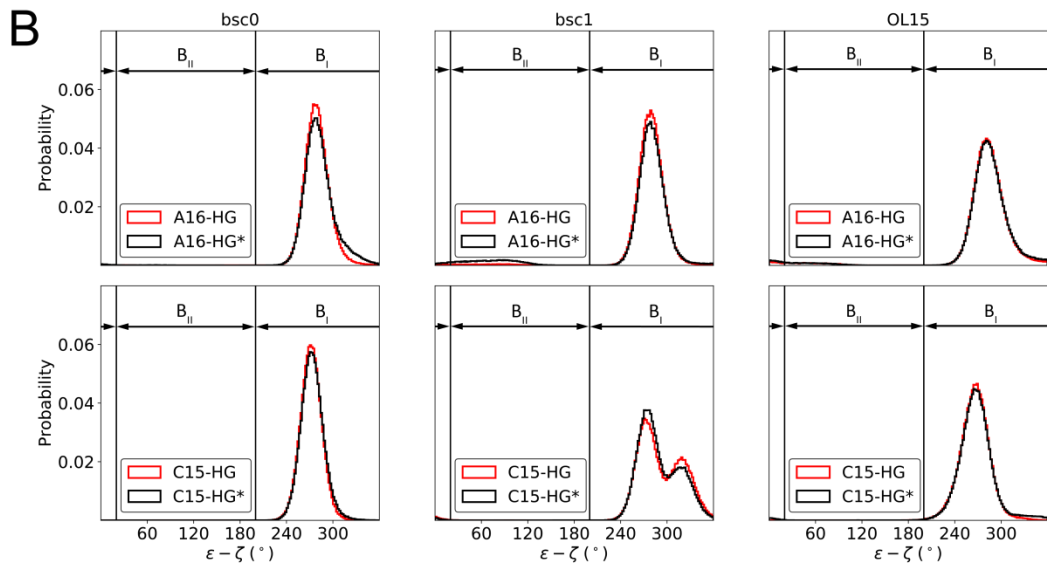 B
bsc0
bsc1
OL15
B_II B_I
B_II B_I
B_II B_I
Probability
0.06
0.04
0.02
A16-HG
A16-HG*
A16-HG
A16-HG*
A16-HG
A16-HG*
B_II B_I
B_II B_I
B_II B_I
Probability
0.06
0.04
0.02
C15-HG
C15-HG*
C15-HG
C15-HG*
C15-HG
C15-HG*
60 120 180 240 300
60 120 180 240 300
60 120 180 240 300
ε − ζ (°)
ε − ζ (°)
ε − ζ (°)